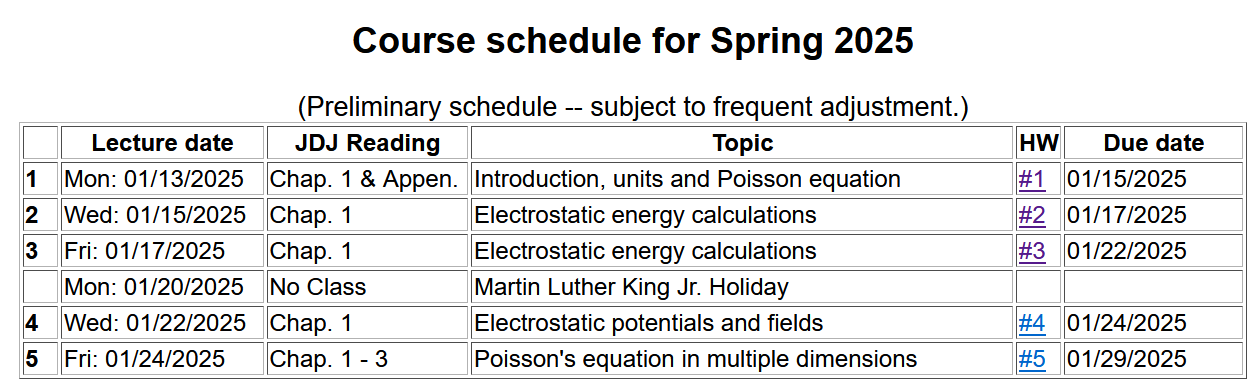 Course schedule for Spring 2025
(Preliminary schedule -- subject to frequent adjustment.)
Lecture date JDJ Reading Topic HW Due date
1 Mon: 01/13/2025 Chap. 1 & Appen. Introduction, units and Poisson equation #1 01/15/2025
2 Wed: 01/15/2025 Chap. 1 Electrostatic energy calculations #2 01/17/2025
3 Fri: 01/17/2025 Chap. 1 Electrostatic energy calculations #3 01/22/2025
Mon: 01/20/2025 No Class Martin Luther King Jr. Holiday
4 Wed: 01/22/2025 Chap. 1 Electrostatic potentials and fields #4 01/24/2025
5 Fri: 01/24/2025 Chap. 1 - 3 Poisson's equation in multiple dimensions #5 01/29/2025